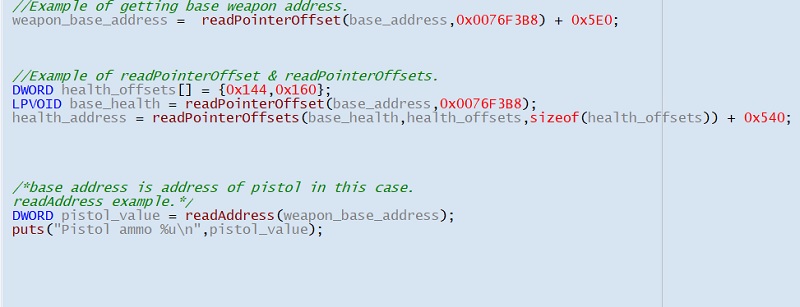 //Example of getting base weapon address.
weapon_base_address =  readPointerOffset(base_address,0x0076F3B8) + 0x5E0;
//Example of readPointerOffset & readPointerOffsets.
DWORD health_offsets[] = {0x144,0x160};
LPVOID base_health = readPointerOffset(base_address,0x0076F3B8);
health_address = readPointerOffsets(base_health,health_offsets,sizeof(health_offsets)) + 0x540;
/*base address is address of pistol in this case.
readAddress example.*/
DWORD pistol_value = readAddress(weapon_base_address);
puts("Pistol ammo %u\n",pistol_value);